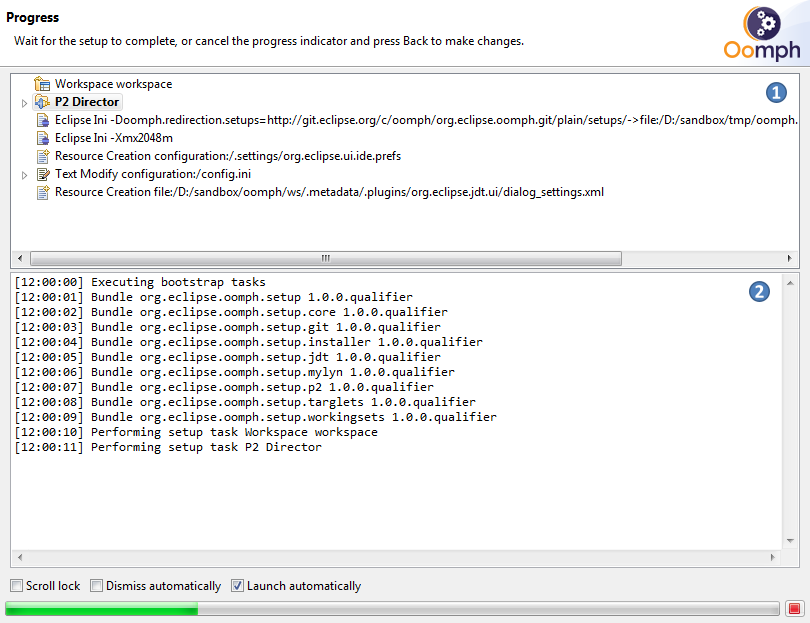 Progress
Wait for the setup to complete, or cancel the progress indicator and press Back to make changes.
Oomph
Workspace workspace
1
P2 Director
Eclipse Ini -Doomph.redirection.setups=http://git.eclipse.org/c/oomph/org.eclipse.oomph.git/plain/setups/->file:/D:/sandbox/tmp/oomph.
Eclipse Ini -Xmx2048m
Resource Creation configuration:/.settings/org.eclipse.ui.ide.prefs
Text Modify configuration:/config.ini
Resource Creation file:/D:/sandbox/oomph/ws/.metadata/.plugins/org.eclipse.jdt.ui/dialog_settings.xml
[12:00:00] Executing bootstrap tasks
2
[12:00:01] Bundle org.eclipse.oomph.setup 1.0.0.qualifier
[12:00:02] Bundle org.eclipse.oomph.setup.core 1.0.0.qualifier
[12:00:03] Bundle org.eclipse.oomph.setup.git 1.0.0.qualifier
[12:00:04] Bundle org.eclipse.oomph.setup.installer 1.0.0.qualifier
[12:00:05] Bundle org.eclipse.oomph.setup.jdt 1.0.0.qualifier
[12:00:06] Bundle org.eclipse.oomph.setup.mylyn 1.0.0.qualifier
[12:00:07] Bundle org.eclipse.oomph.setup.p2 1.0.0.qualifier
[12:00:08] Bundle org.eclipse.oomph.setup.targlets 1.0.0.qualifier
[12:00:09] Bundle org.eclipse.oomph.setup.workingsets 1.0.0.qualifier
[12:00:10] Performing setup task Workspace workspace
[12:00:11] Performing setup task P2 Director
Scroll lock Dismiss automatically Launch automatically